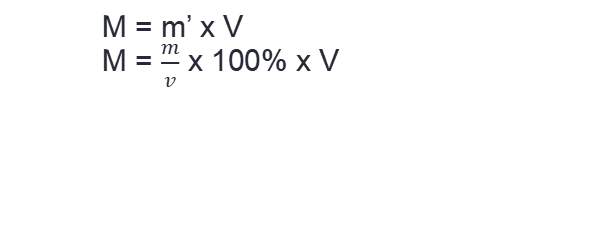 M = m’ x V
M = m/v x 100% x V